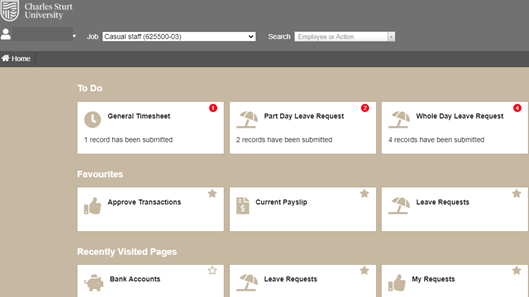 Charles Sturt
University
Job Casual staff (625500-03) Search Employee or Action
Home
To Do
1 2 4
General Timesheet Part Day Leave Request Whole Day Leave Request
1 record has been submitted 2 records have been submitted 4 records have been submitted
Favourites
Approve Transactions Current Payslip Leave Requests
Recently Visited Pages
Bank Accounts Leave Requests My Requests